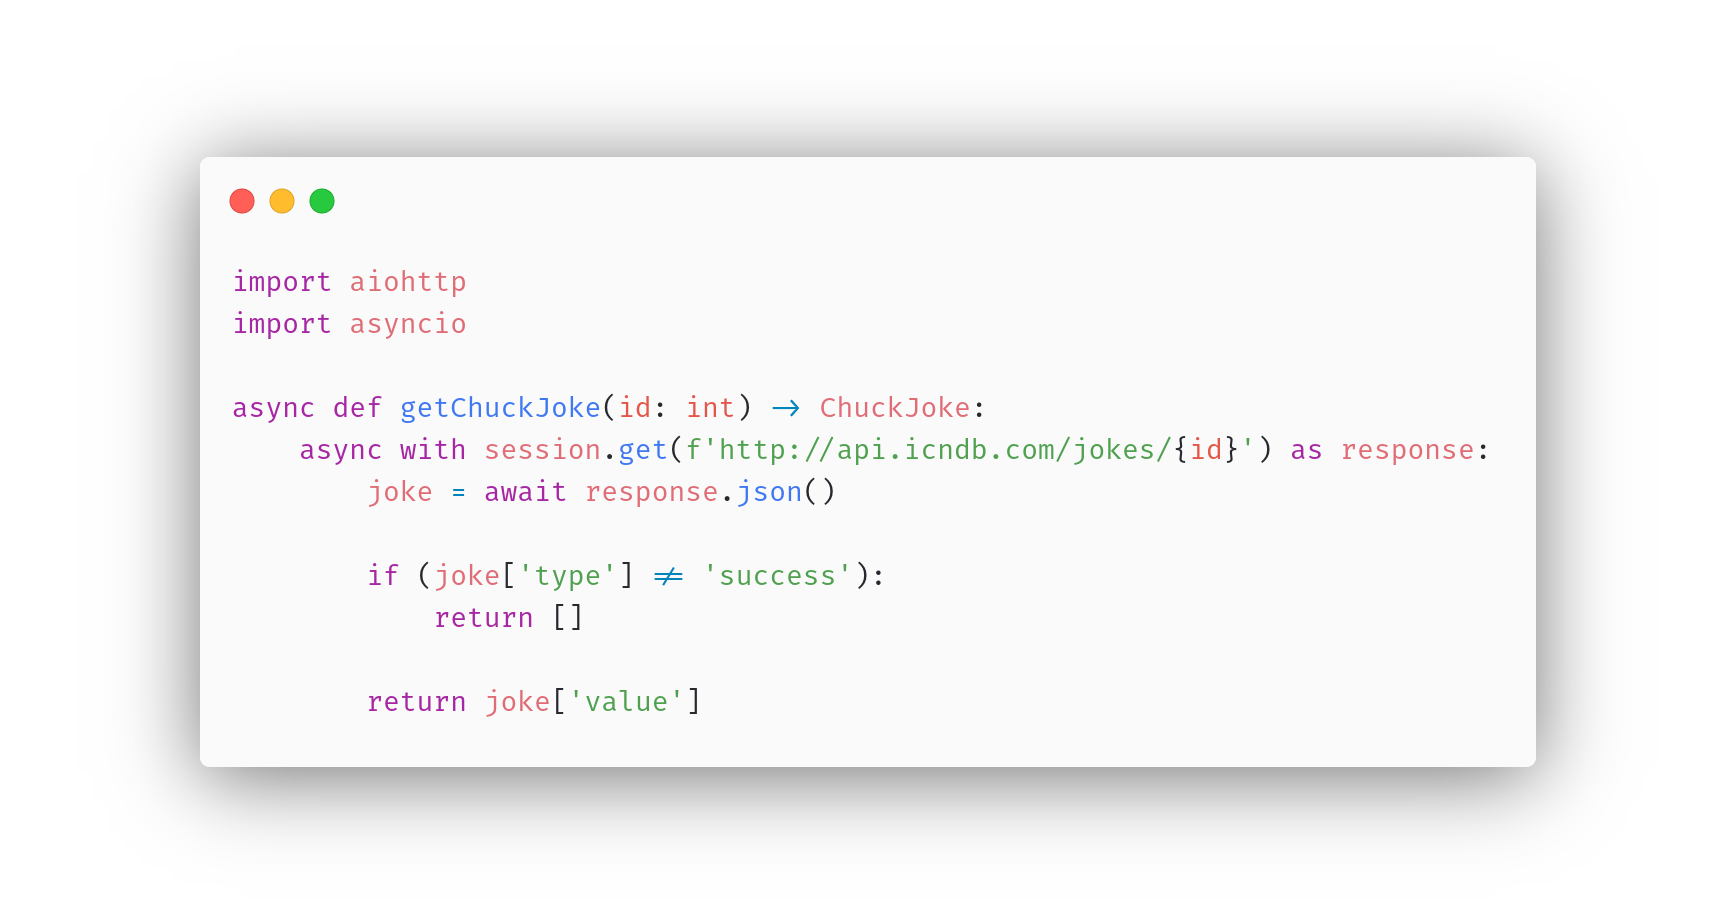 import aiohttp
import asyncio

async def getChuckJoke(id: int) -> ChuckJoke:
    async with session.get(f'http://api.icndb.com/jokes/{id}') as response:
        joke = await response.json()

        if (joke['type'] != 'success'):
            return []

        return joke['value']